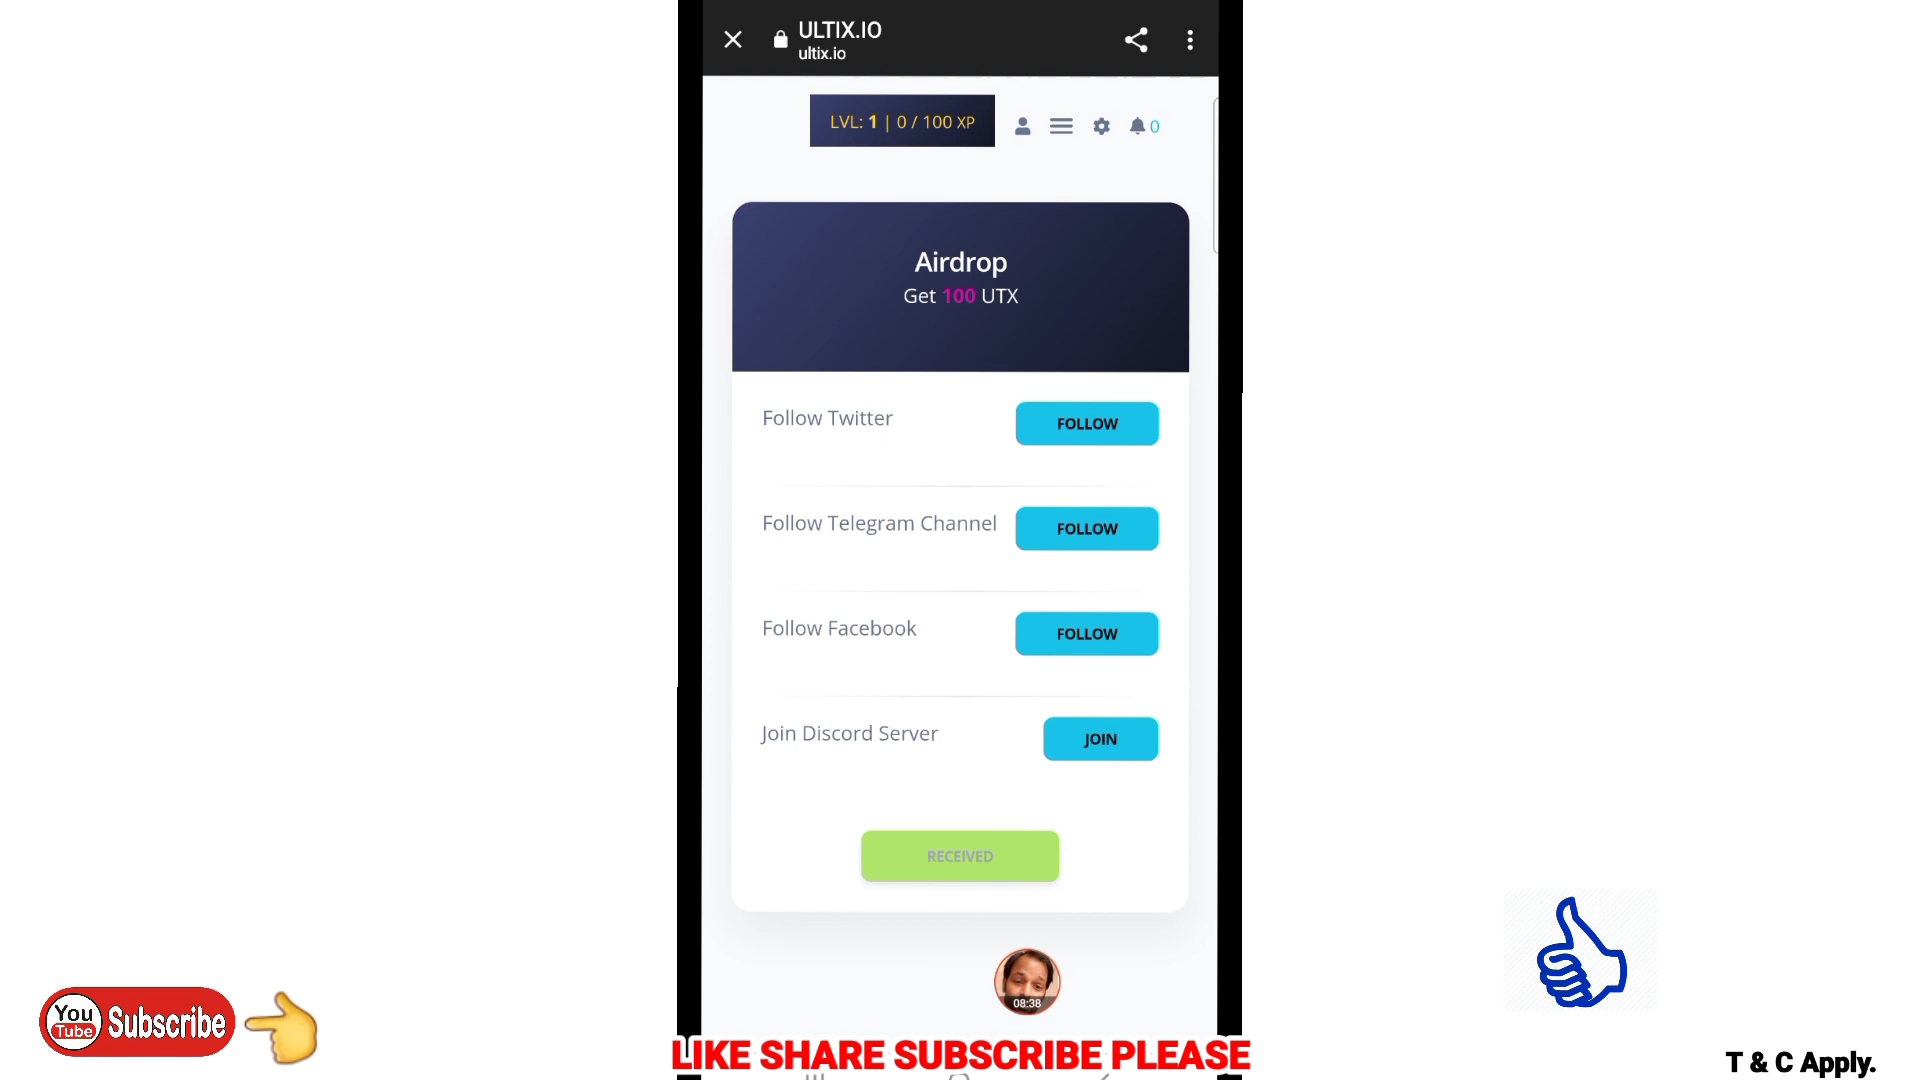 ULTIX.IO
ultix.io
LVL: 1 | 0 / 100 XP
0
Airdrop
Get 100 UTX
Follow Twitter
FOLLOW
Follow Telegram Channel
FOLLOW
Follow Facebook
FOLLOW
Join Discord Server
JOIN
RECEIVED
08:38
You
Tube
Subscribe
LIKE SHARE SUBSCRIBE PLEASE
T & C Apply.